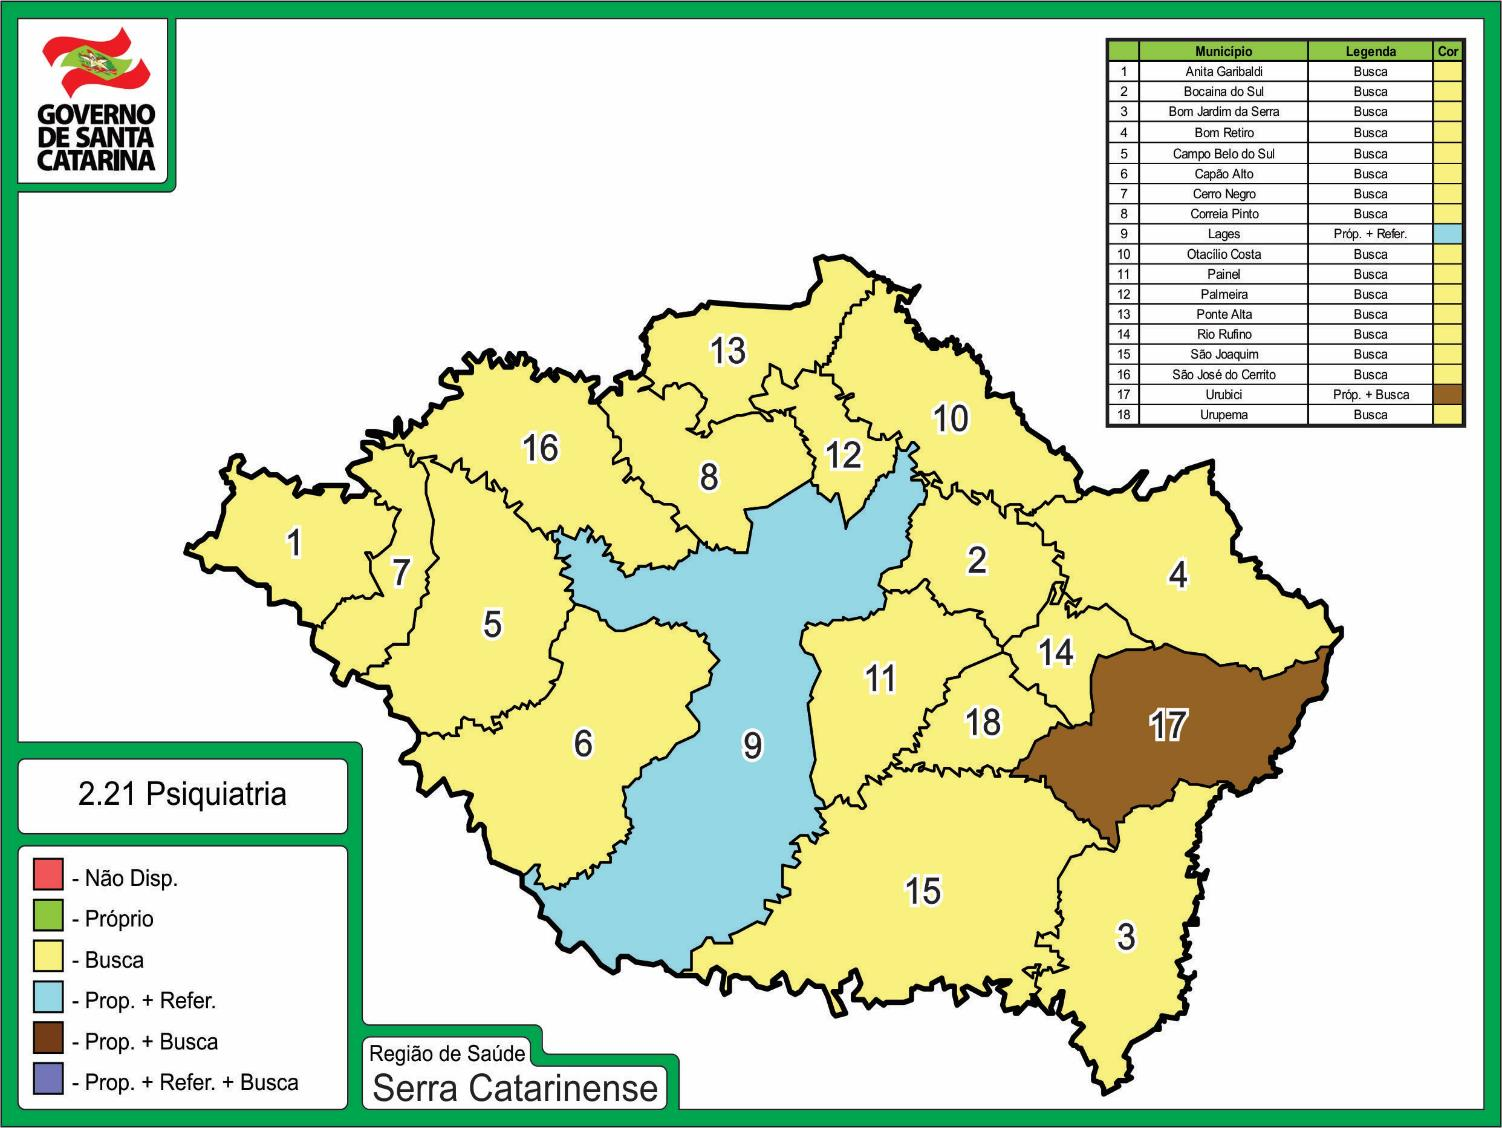 GOVERNO
DE SANTA
CATARINA
Município Legenda Cor
1 Anita Garibaldi Busca
2 Bocaina do Sul Busca
3 Bom Jardim da Serra Busca
4 Bom Retiro Busca
5 Campo Belo do Sul Busca
6 Capão Alto Busca
7 Cerro Negro Busca
8 Correia Pinto Busca
9 Lages Próp. + Refer.
10 Otacílio Costa Busca
11 Painel Busca
12 Palmeira Busca
13 Ponte Alta Busca
14 Rio Rufino Busca
15 São Joaquim Busca
16 São José do Cerrito Busca
17 Urubici Próp. + Busca
18 Urupema Busca
13
10
16
12
8
1
2
7
4
5
14
11
18
17
6
9
15
3
2.21 Psiquiatria
- Não Disp.
- Próprio
- Busca
- Prop. + Refer.
- Prop. + Busca
- Prop. + Refer. + Busca
Região de Saúde
Serra Catarinense